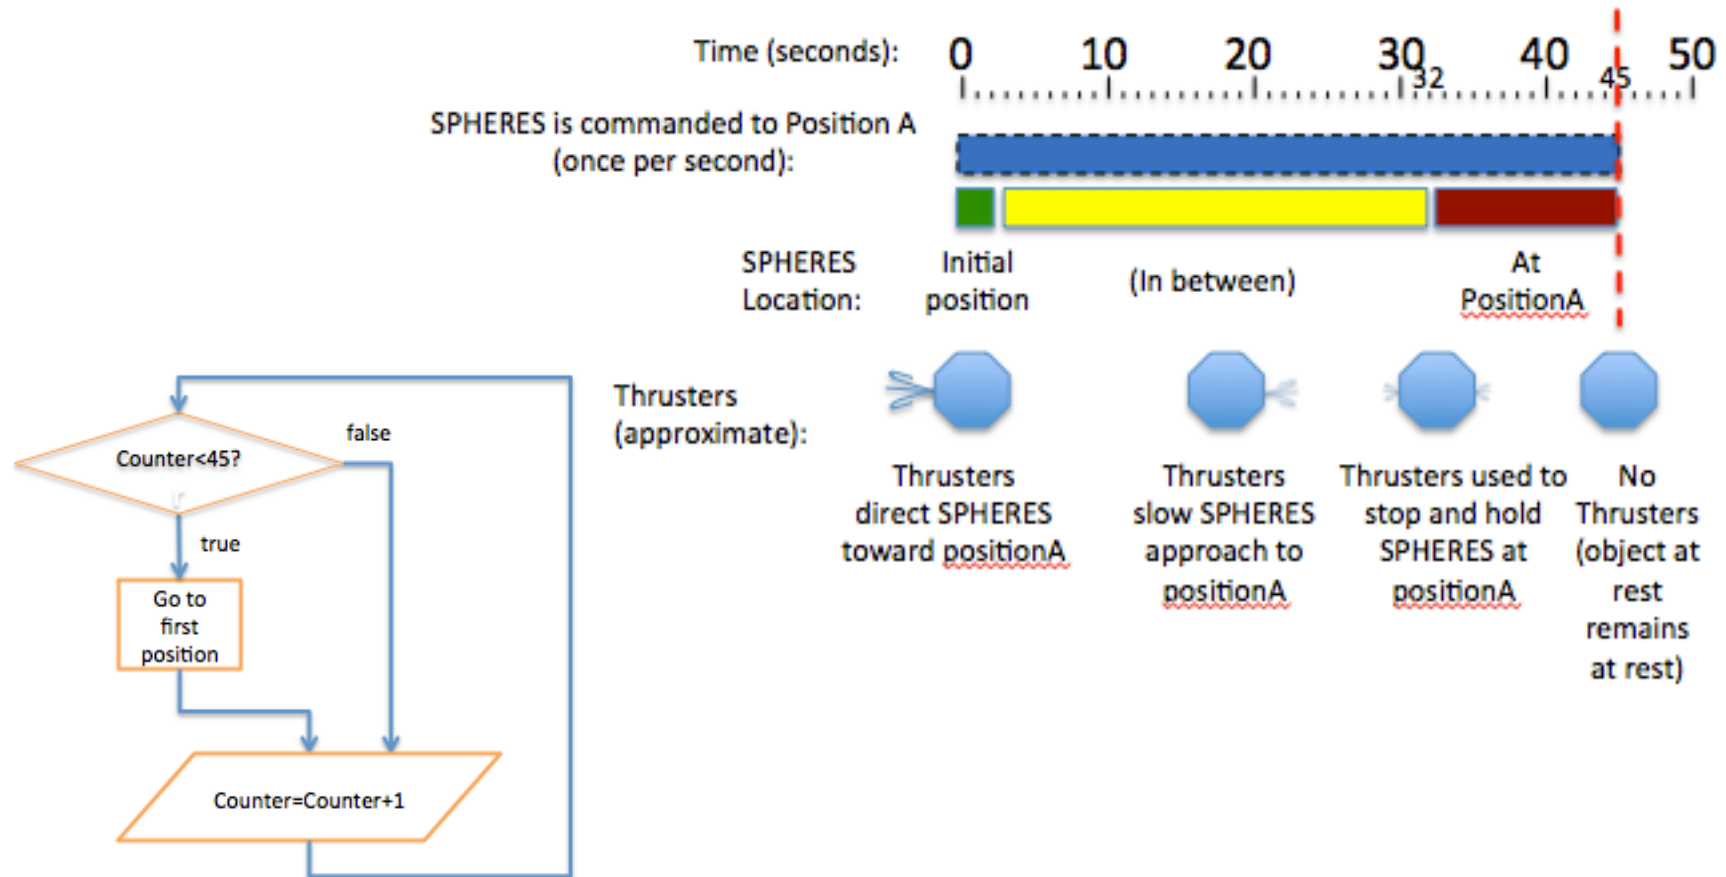 Time (seconds):
0 10 20 30 40 50
32 45
SPHERES is commanded to Position A
(once per second):
SPHERES
Location:
Initial
position
(In between)
At
PositionA
Thrusters
(approximate):
Thrusters
direct SPHERES
toward positionA
Thrusters
slow SPHERES
approach to
positionA
Thrusters used to
stop and hold
SPHERES at
positionA
No
Thrusters
(object at
rest
remains
at rest)
Counter<45?
false
true
Go to
first
position
Counter=Counter+1